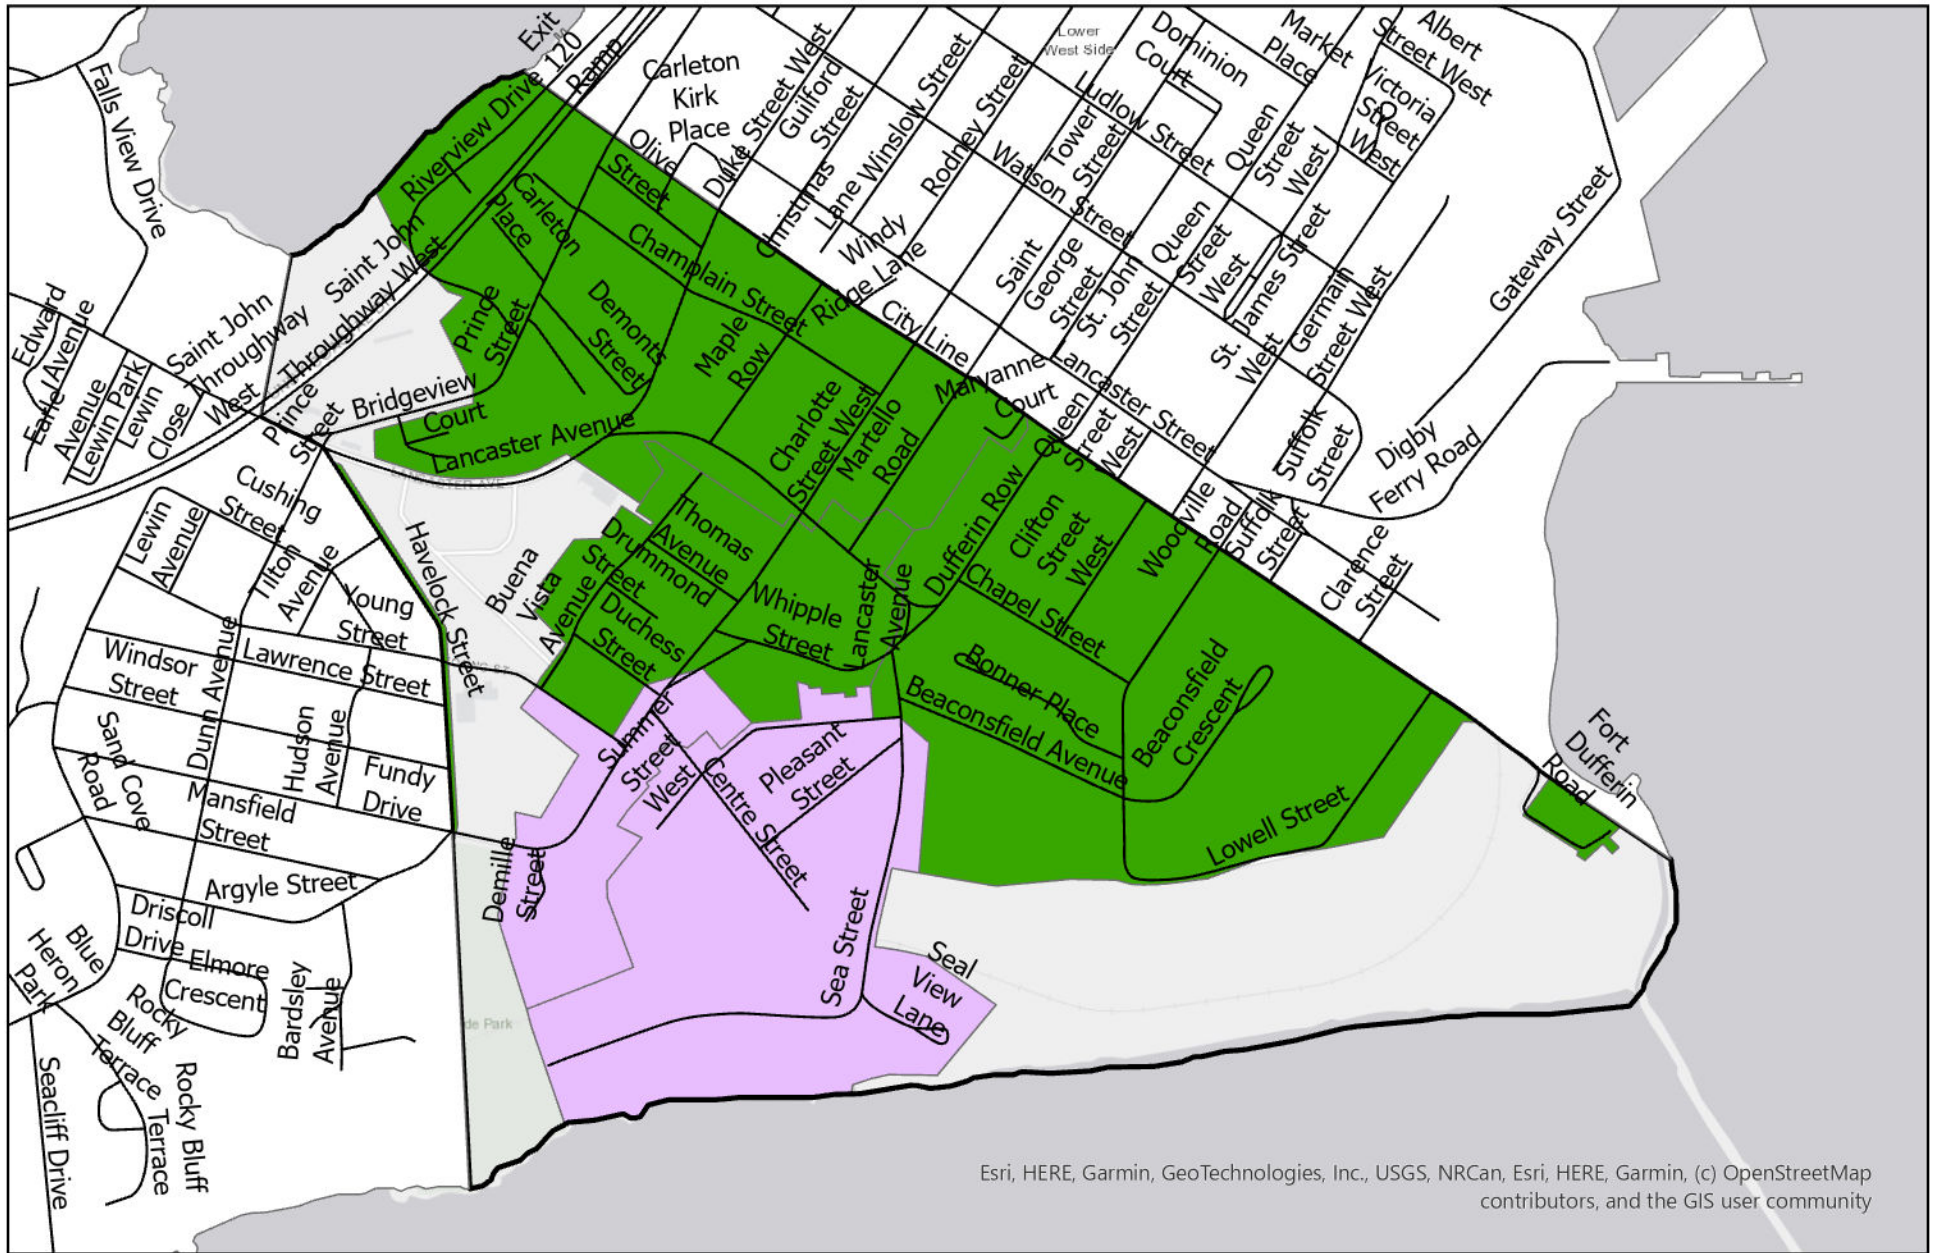 Exit
120
Ramp
Riverview Drive
Falls View Drive
Carleton
Kirk
Place
Duke Street West
Guilford
Street
Winslow Street
Rodney Street
Lower
West Side
Dominion
Court
Market
Place
Albert
Street West
Victoria
Street
West
Ludlow Street
Tower
Street
Queen
Street
West
Watson Street
Olive
Street
Christmas
Lane
Windy
Ridge Lane
City Line
Saint
George
Street
St. John
Street
Queen
Street
West
St.
James Street
West
Germain
Street West
Gateway Street
Carleton
Place
Champlain Street
Demonts
Street
Prince
Street
Maple
Row
Saint John
Throughway West
Saint John
Throughway
West
Edward
Avenue
Earle
Avenue
Lewin Park
Lewin
Close
Prince
Street
Bridgeview
Court
Lancaster Avenue
Charlotte
Street West
Martello
Road
Maryanne
Court
Lancaster Street
Queen
Street
West
Suffolk
Street
Digby
Ferry Road
Woodville
Road
Suffolk
Street
Clarence
Street
Cushing
Street
Lewin
Avenue
Tilton
Avenue
Young
Street
Havelock Street
Buena
Vista
Avenue
Thomas
Avenue
Drummond
Street
Duchess
Street
Whipple
Street
Lancaster
Avenue
Dufferin Row
Clifton
Street
West
Chapel Street
Bonner Place
Beaconsfield Avenue
Beaconsfield
Crescent
Lowell Street
Fort
Dufferin
Road
Windsor
Street
Dunn Avenue
Lawrence Street
Hudson
Avenue
Fundy
Drive
Sand Cove
Road
Mansfield
Street
Argyle Street
Summer
Street
West
Centre Street
Pleasant
Street
Demille
Street
Sea Street
Seal
View
Lane
Driscoll
Drive
Elmore
Crescent
Bardsley
Avenue
Blue
Heron
Park
Rocky
Bluff
Terrace
Rocky Bluff
Terrace
Seacliff Drive
de Park
Esri, HERE, Garmin, GeoTechnologies, Inc., USGS, NRCan, Esri, HERE, Garmin, (c) OpenStreetMap
contributors, and the GIS user community